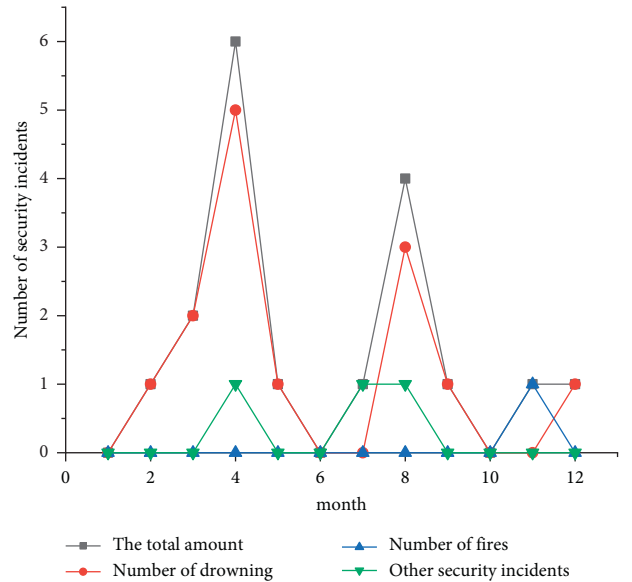 6
5
4
3
2
1
0
Number of security incidents
0 2 4 6 8 10 12
month
The total amount
Number of fires
Number of drowning
Other security incidents